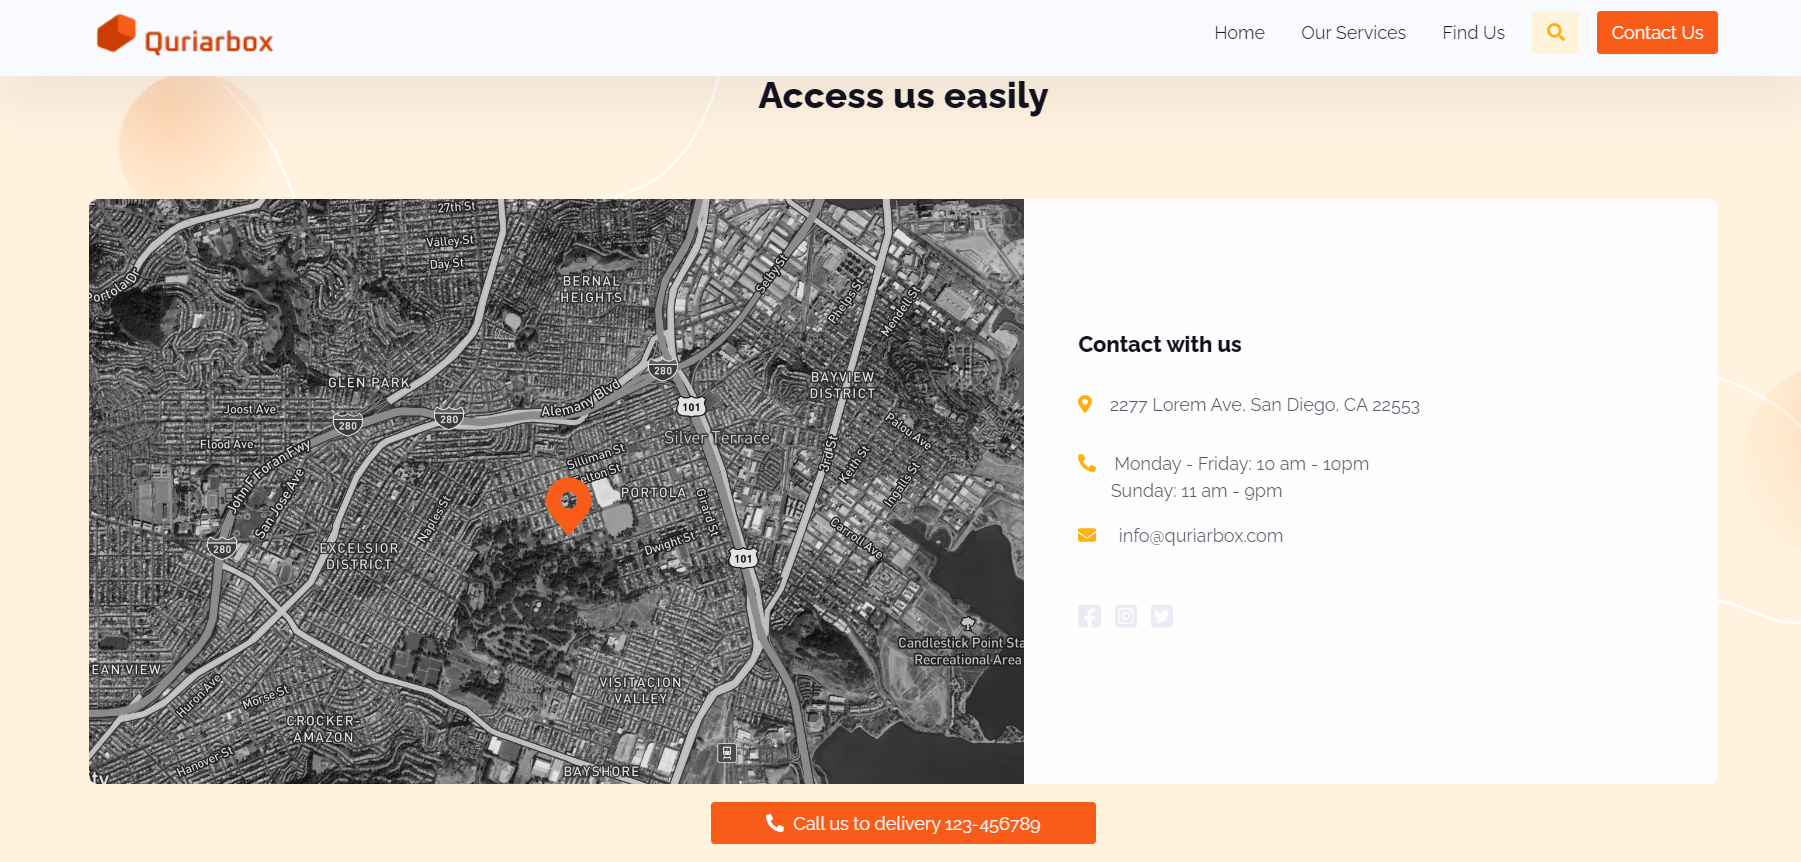 Quriarbox
Home
Our Services
Find Us
Contact Us
Access us easily
27th St
Valley St
Day St
Portola Dr
BERNAL
HEIGHTS
Selby St
Phelps St
Mendell St
GLEN PARK
280
Alemany Blvd
BAYVIEW
DISTRICT
Joost Ave
280
280
101
Flood Ave
John F Foran Fwy
Silver Terrace
Palou Ave
Silliman St
Felton St
3rd St
Keith St
Ingalls St
San Jose Ave
Naples St
PORTOLA
Girard St
280
EXCELSIOR
DISTRICT
Dwight St
101
Carroll Ave
Candlestick Point Sta
Recreational Area
EAN VIEW
Huron Ave
Morse St
VISITACION
VALLEY
CROCKER-
AMAZON
Hanover St
BAYSHORE
ty
Contact with us
2277 Lorem Ave, San Diego, CA 22553
Monday - Friday: 10 am - 10pm
Sunday: 11 am - 9pm
info@quriarbox.com
Call us to delivery 123-456789